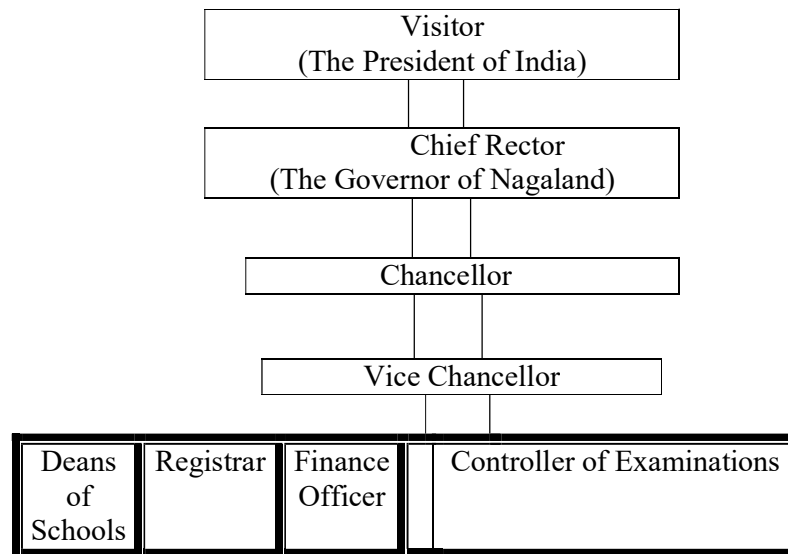 Visitor
(The President of India)
Chief Rector
(The Governor of Nagaland)
Chancellor
Vice Chancellor
Deans
of
Schools
Registrar
Finance
Officer
Controller of Examinations